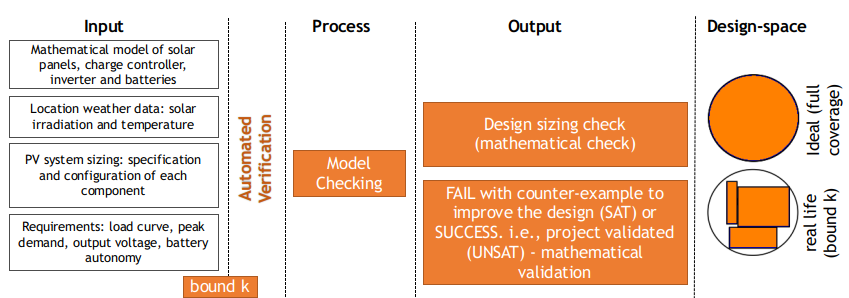 Input
Process
Output
Design-space
Mathematical model of solar
panels, charge controller,
inverter and batteries
Location weather data: solar
irradiation and temperature
PV system sizing: specification
and configuration of each
component
Requirements: load curve, peak
demand, output voltage, battery
autonomy
bound k
Automated
Verification
Model
Checking
Design sizing check
(mathematical check)
FAIL with counter-example to
improve the design (SAT) or
SUCCESS. i.e., project validated
(UNSAT) - mathematical
validation
Ideal (full
coverage)
real life
(bound k)